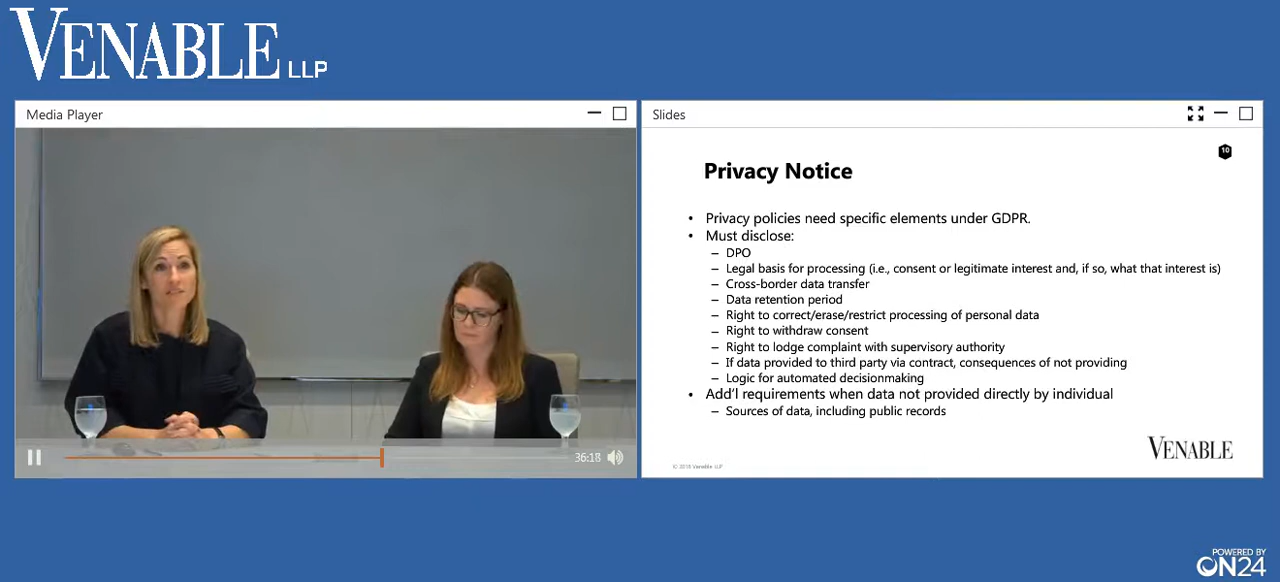 VENABLE LLP
Media Player
36:18
Slides
10
Privacy Notice
• Privacy policies need specific elements under GDPR.
• Must disclose:
– DPO
– Legal basis for processing (i.e., consent or legitimate interest and, if so, what that interest is)
– Cross-border data transfer
– Data retention period
– Right to correct/erase/restrict processing of personal data
– Right to withdraw consent
– Right to lodge complaint with supervisory authority
– If data provided to third party via contract, consequences of not providing
– Logic for automated decisionmaking
• Add'l requirements when data not provided directly by individual
– Sources of data, including public records
VENABLE
© 2018 Venable LLP
POWERED BY
ON24